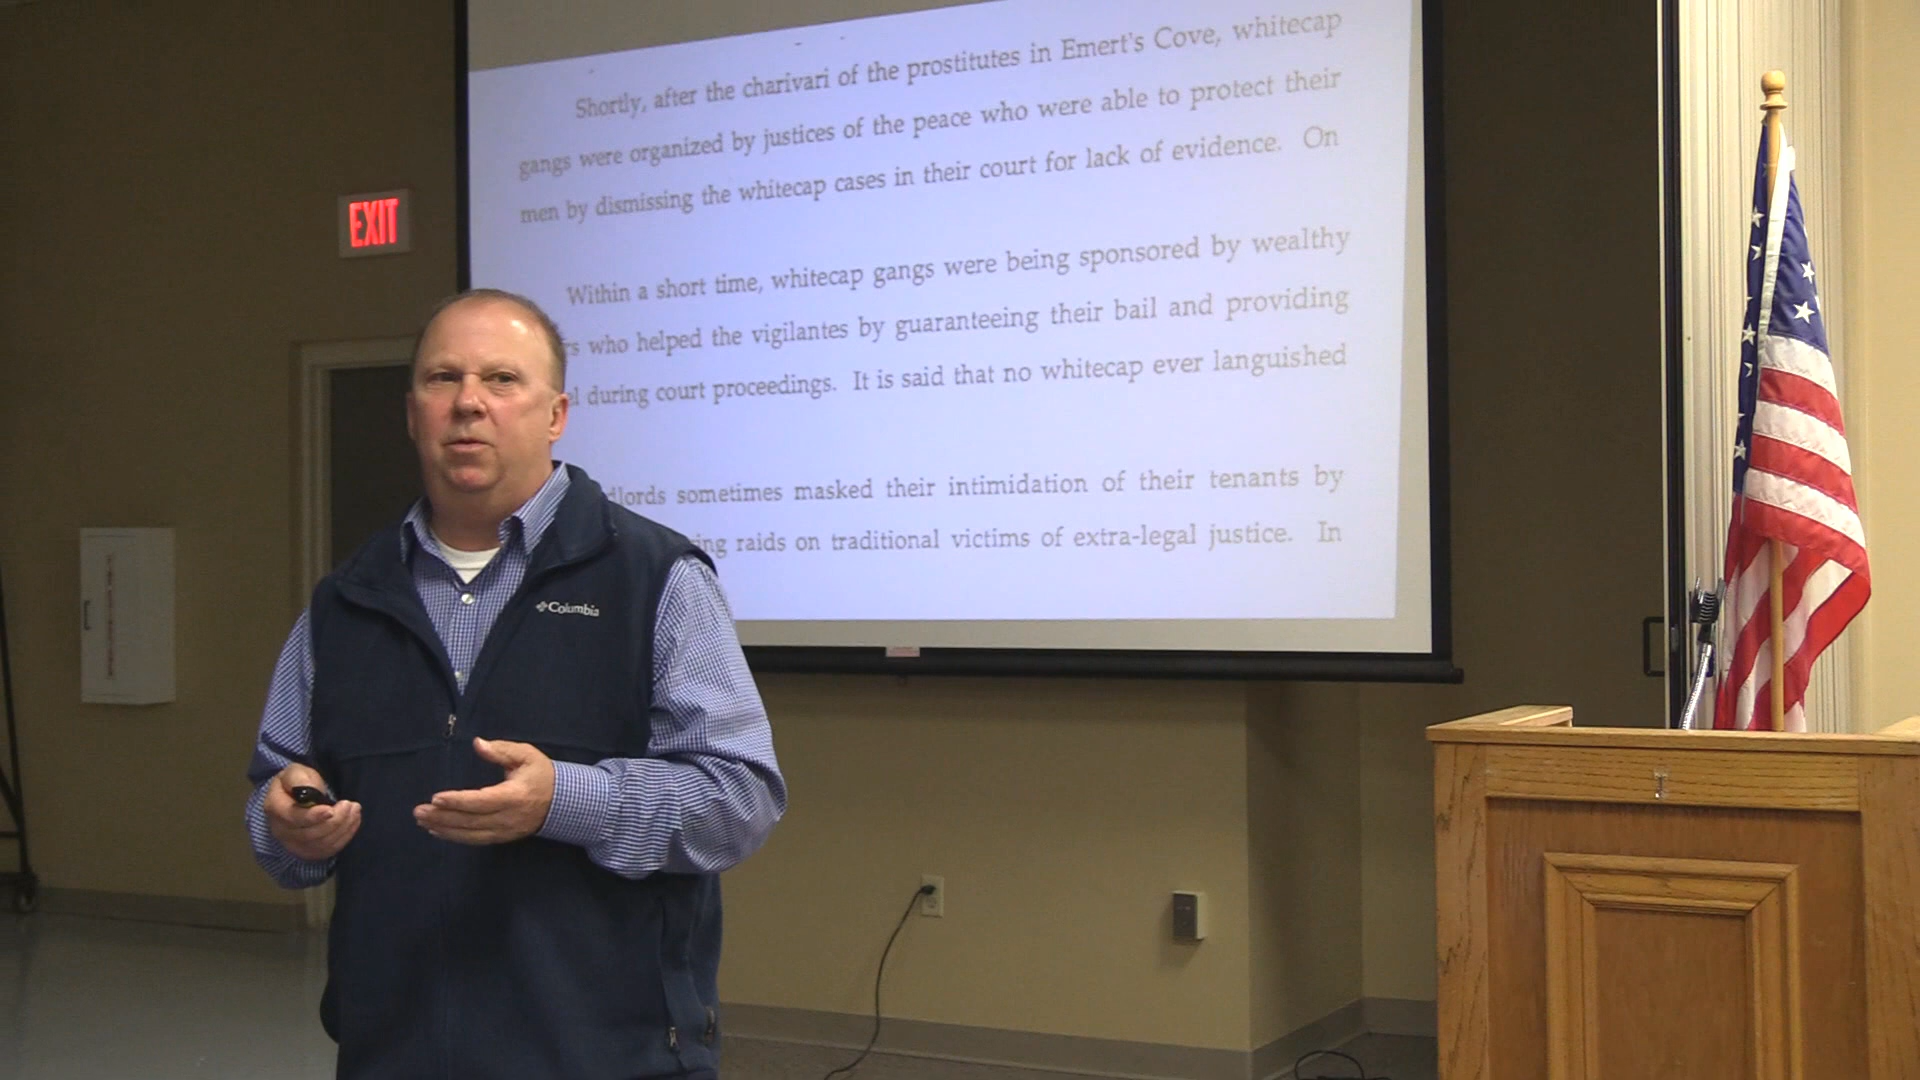 Shortly, after the charivari of the prostitutes in Emert's Cove, whitecap
gangs were organized by justices of the peace who were able to protect their
men by dismissing the whitecap cases in their court for lack of evidence. On
Within a short time, whitecap gangs were being sponsored by wealthy
who helped the vigilantes by guaranteeing their bail and providing
during court proceedings. It is said that no whitecap ever languished
sometimes masked their intimidation of their tenants by
raids on traditional victims of extra-legal justice. In
EXIT
Columbia